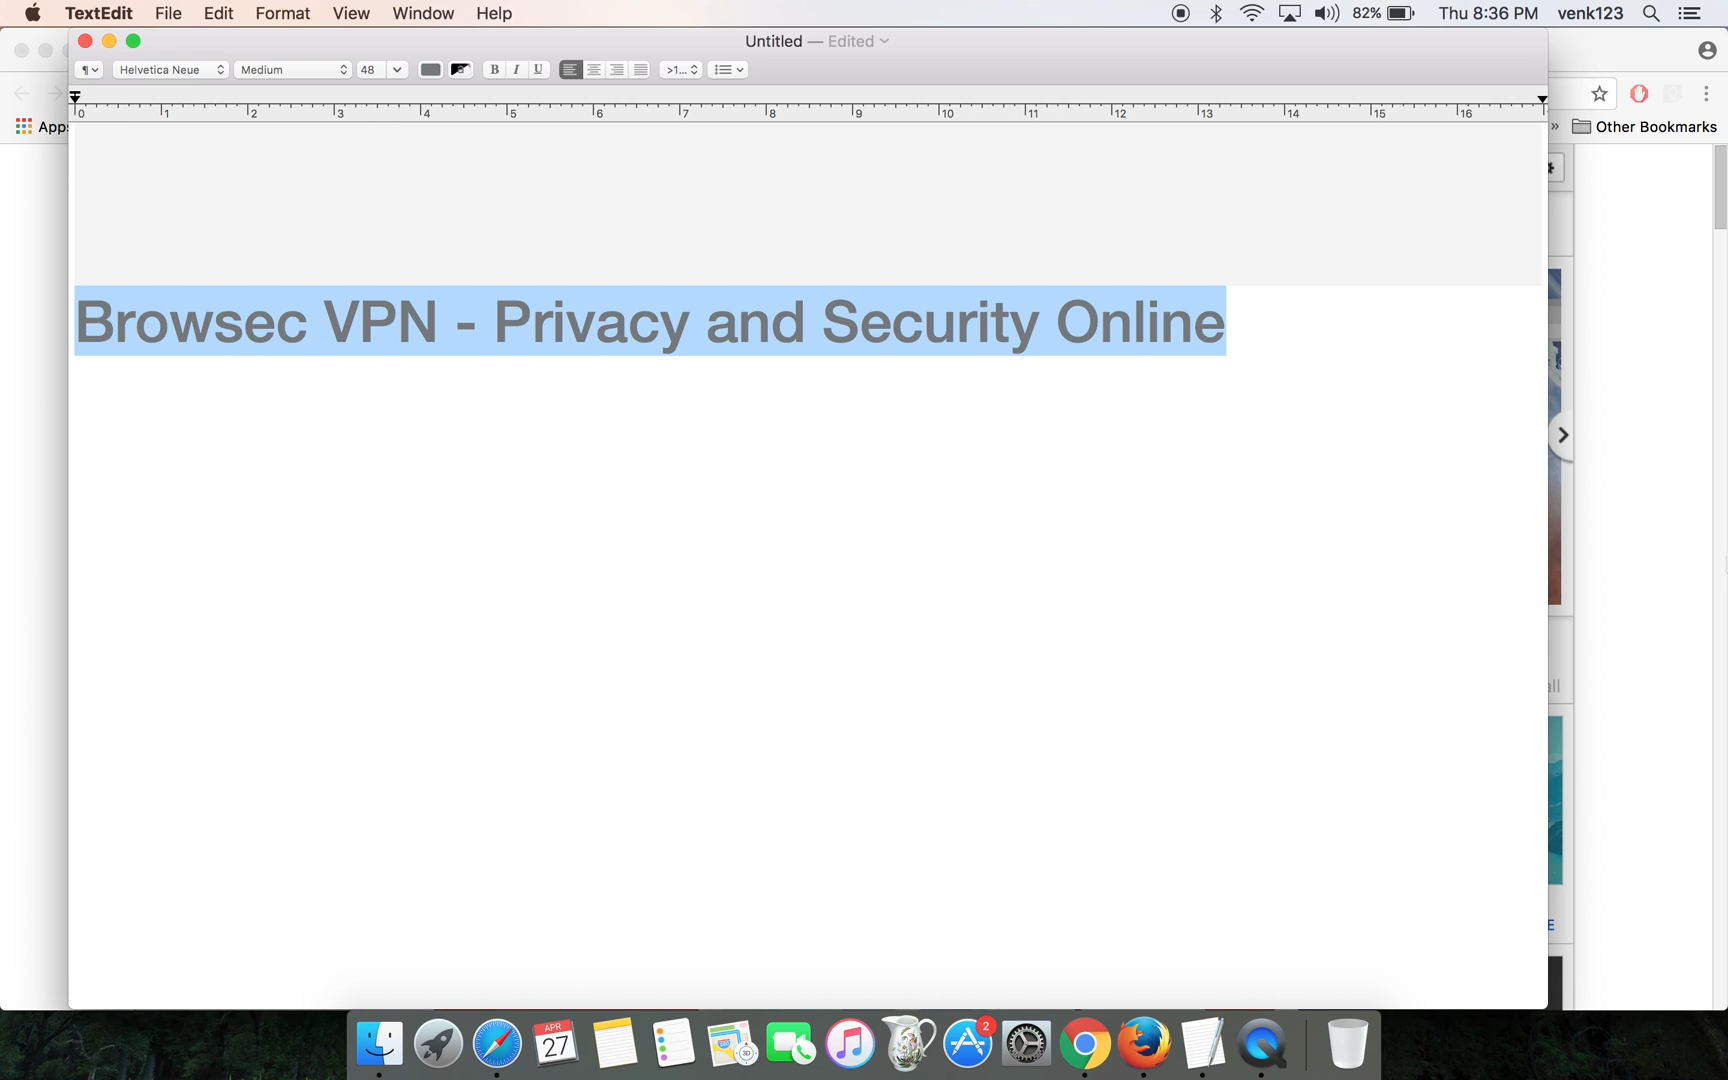 TextEdit File Edit Format View Window Help 82% Thu 8:36 PM venk123
Untitled — Edited
¶ Helvetica Neue Medium 48 a B I U >1...
0 1 2 3 4 5 6 7 8 9 10 11 12 13 14 15 16
Apps Other Bookmarks
Browsec VPN - Privacy and Security Online
all
E
APR
27
2